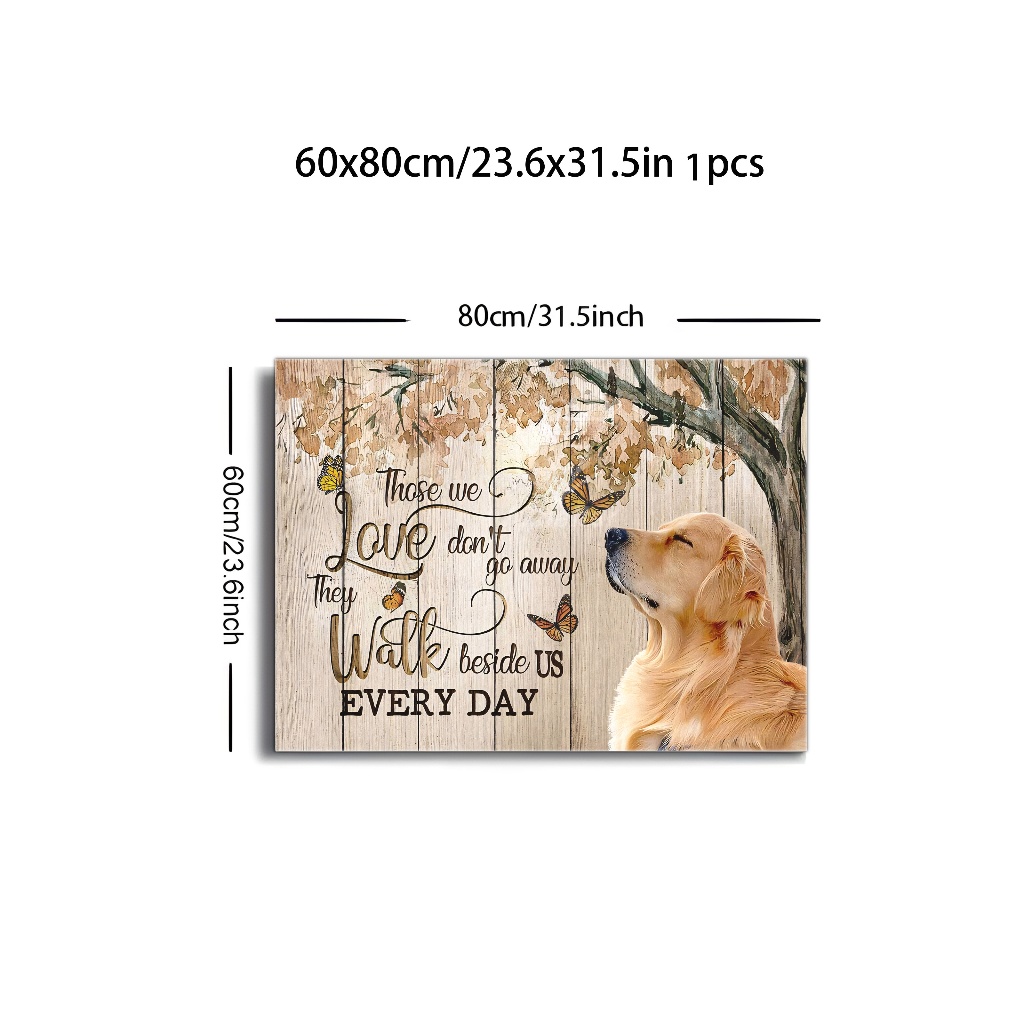 60x80cm/23.6x31.5in 1pcs
80cm/31.5inch
60cm/23.6inch
Those we
Love don't
go away
They
Walk beside US
EVERY DAY